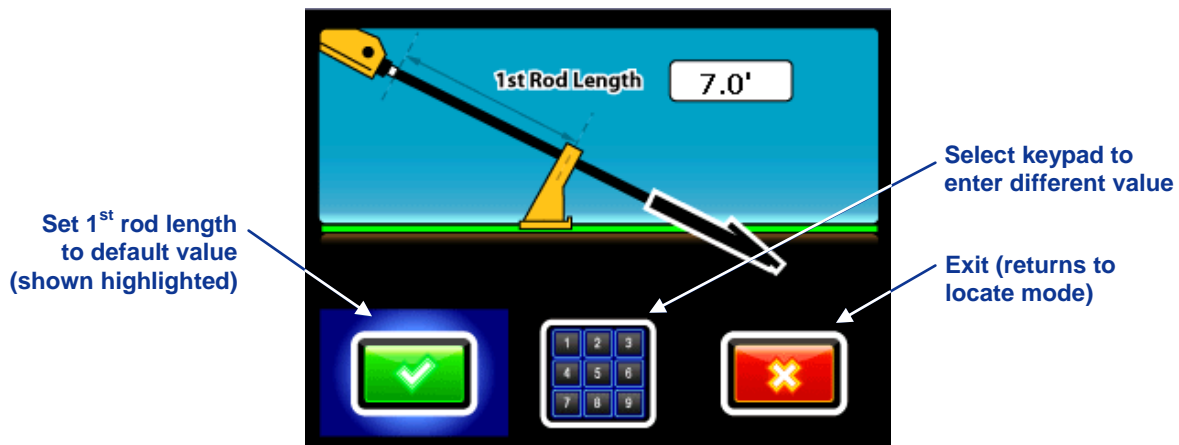 1st Rod Length 7.0'
Select keypad to
enter different value
Set 1st rod length
to default value
(shown highlighted)
Exit (returns to
locate mode)
1 2 3
4 5 6
7 8 9